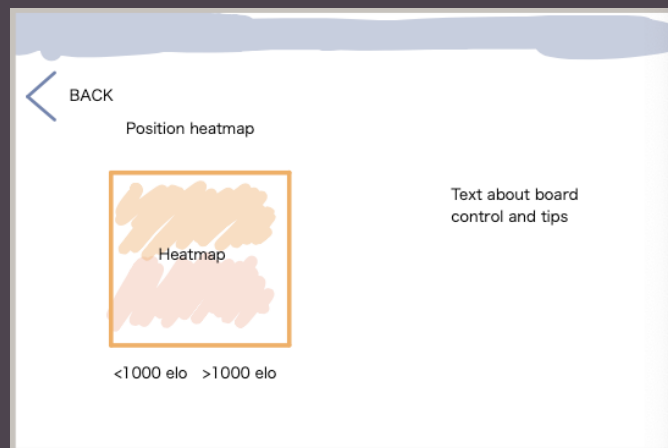 BACK
Position heatmap
Text about board
control and tips
Heatmap
<1000 elo >1000 elo